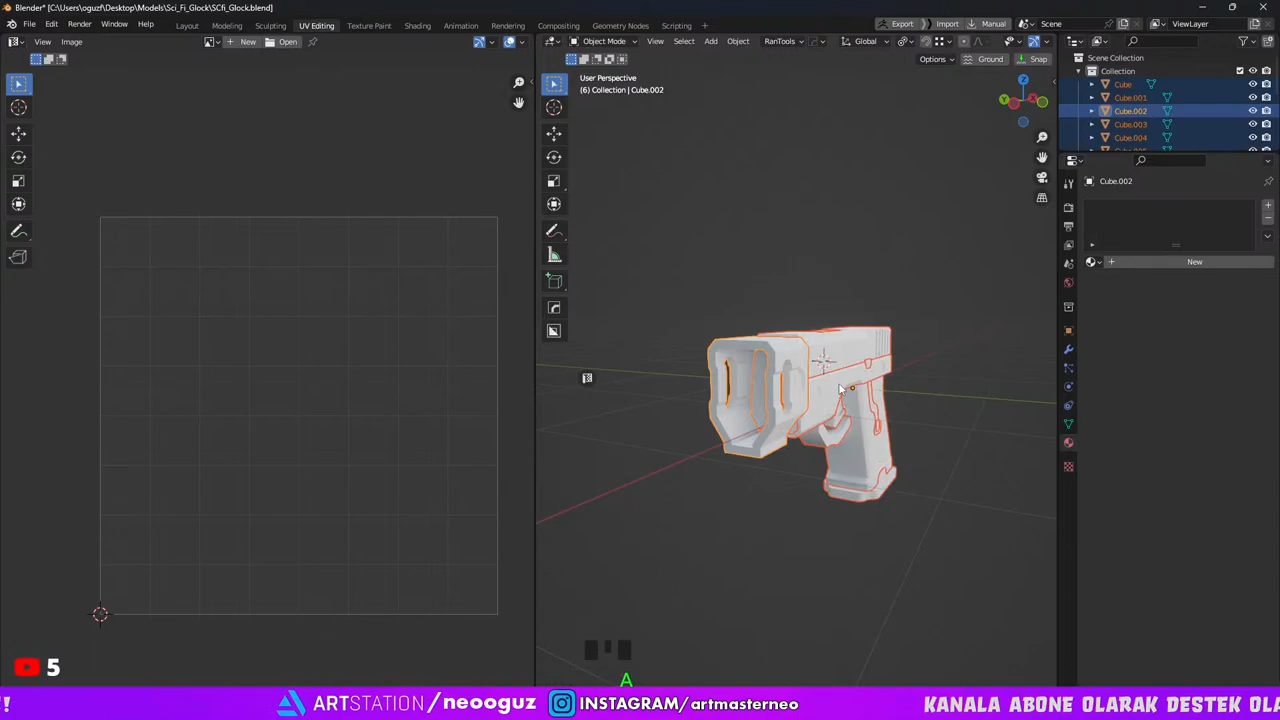 Blender* [C:\Users\oguzf\Desktop\Models\Sci_Fi_Glock\SCfi_Glock.blend]
File Edit Render Window Help Layout Modeling Sculpting UV Editing Texture Paint Shading Animation Rendering Compositing Geometry Nodes Scripting + Export Import Manual Scene ViewLayer
View Image New Open Object Mode View Select Add Object RanTools Global
Options Ground Snap
Scene Collection
Collection
Cube
Cube.001
Cube.002
Cube.003
Cube.004
User Perspective
(6) Collection | Cube.002
Z
Y
Cube.002
New
5
A
!
ARTSTATION/neooguz INSTAGRAM/artmasterneo KANALA ABONE OLARAK DESTEK OLA